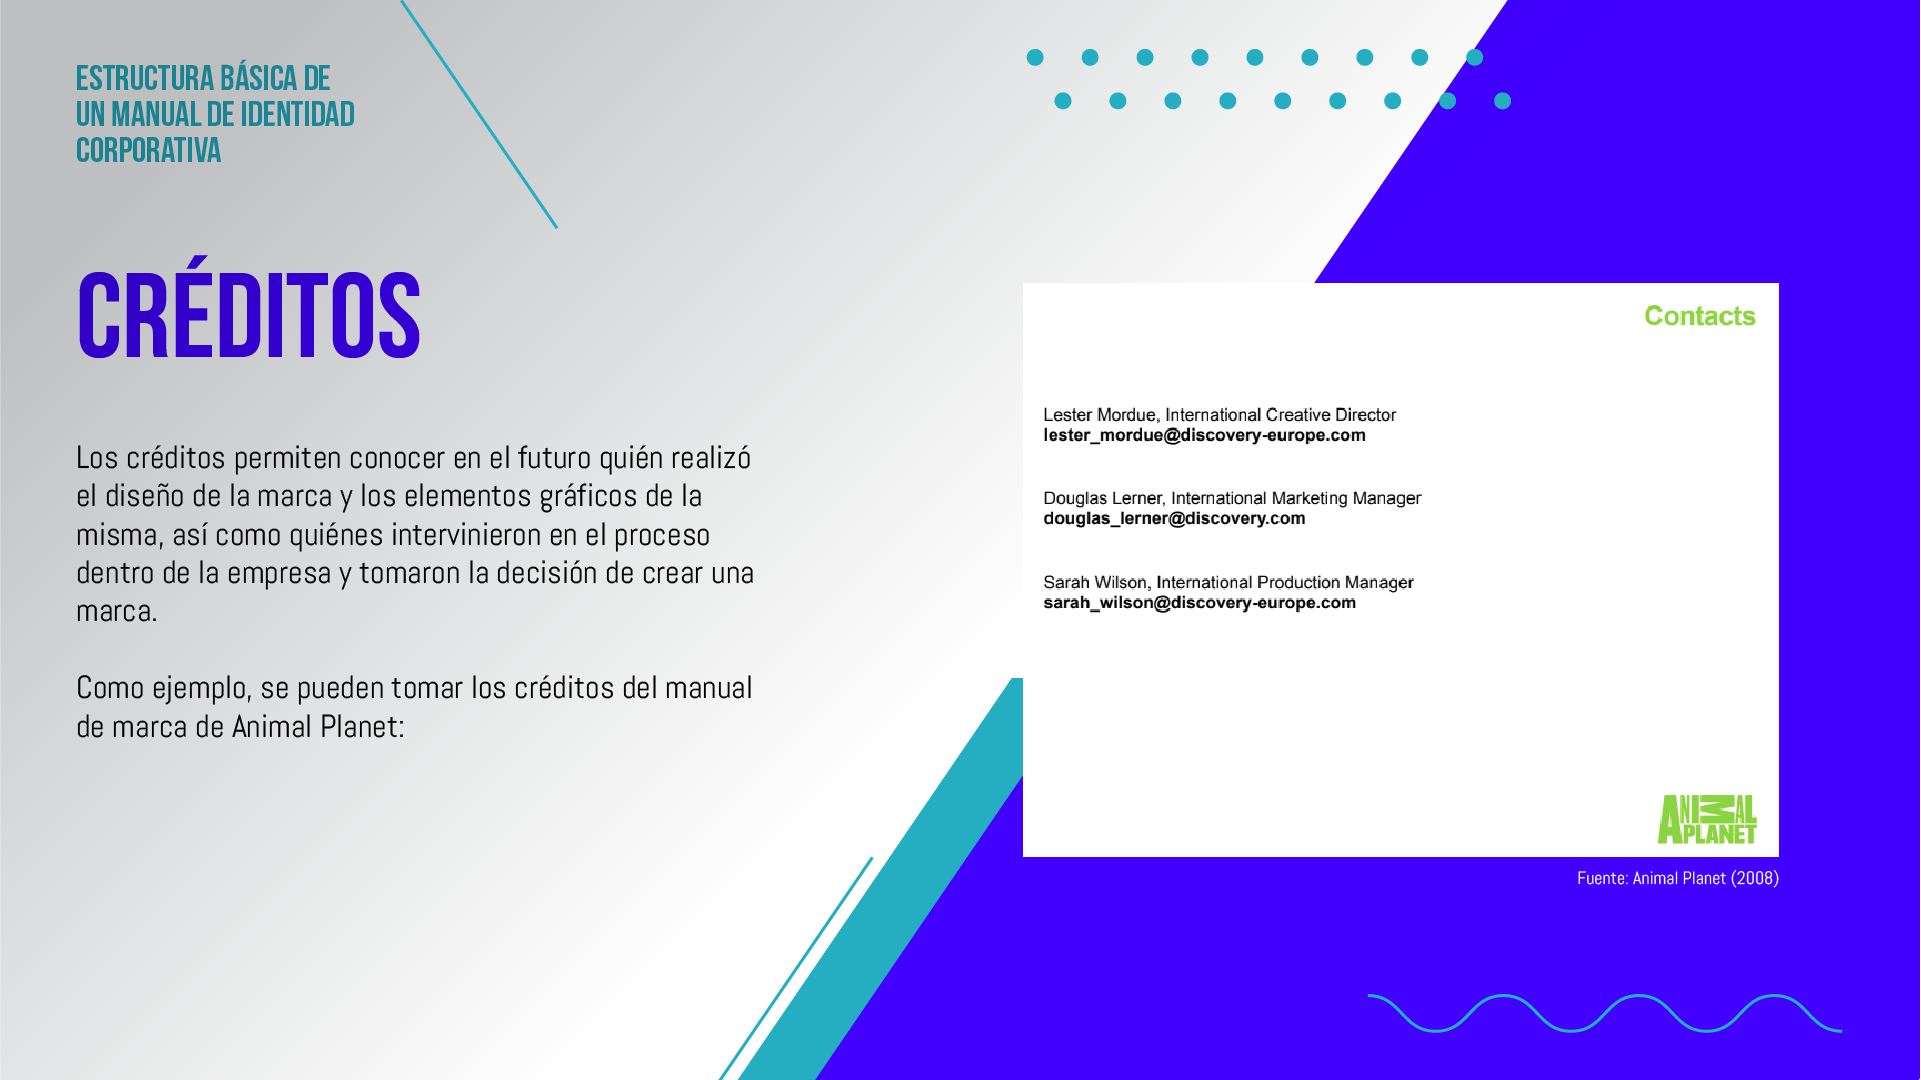 ESTRUCTURA BÁSICA DE
UN MANUAL DE IDENTIDAD
CORPORATIVA
CRÉDITOS
Los créditos permiten conocer en el futuro quién realizó
el diseño de la marca y los elementos gráficos de la
misma, así como quiénes intervinieron en el proceso
dentro de la empresa y tomaron la decisión de crear una
marca.
Como ejemplo, se pueden tomar los créditos del manual
de marca de Animal Planet:
Contacts
Lester Mordue, International Creative Director
lester_mordue@discovery-europe.com
Douglas Lerner, International Marketing Manager
douglas_lerner@discovery.com
Sarah Wilson, International Production Manager
sarah_wilson@discovery-europe.com
ANIMAL
PLANET
Fuente: Animal Planet (2008)